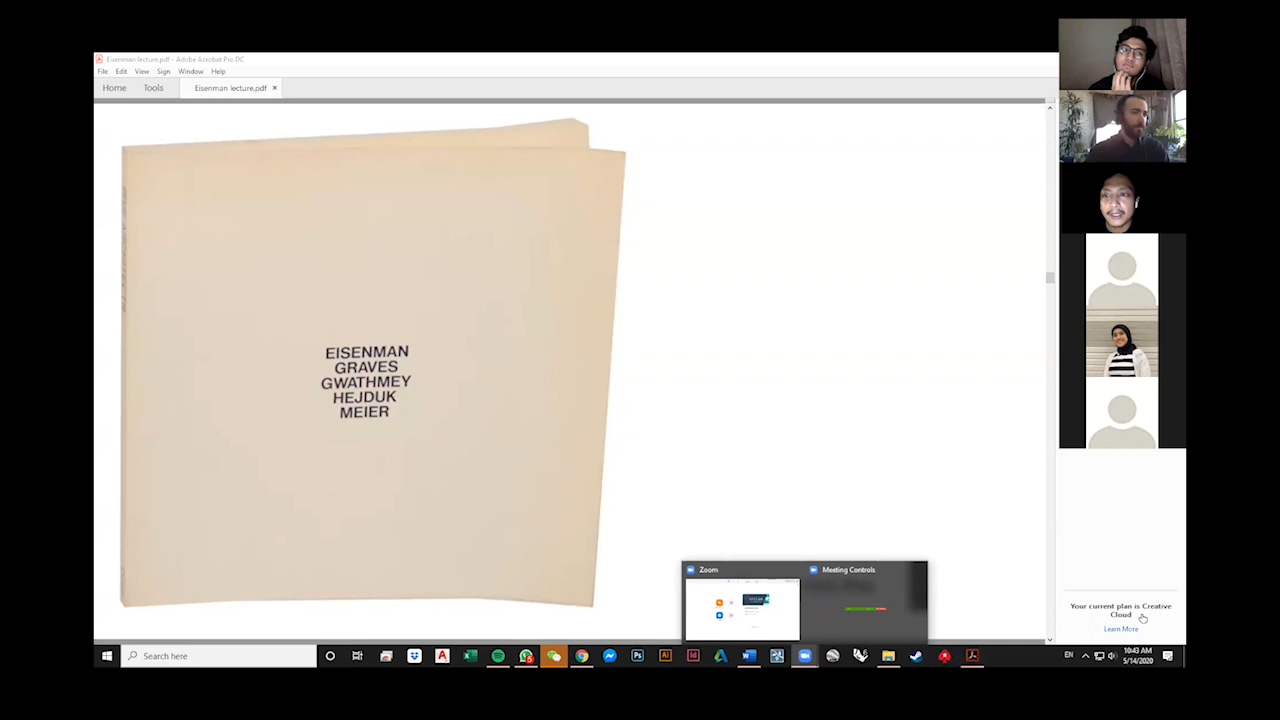 Eisenman lecture.pdf - Adobe Acrobat Pro DC
File Edit View Sign Window Help
Home Tools Eisenman lecture.pdf ×
EISENMAN
GRAVES
GWATHMEY
HEJDUK
MEIER
Zoom
Meeting Controls
Your current plan is Creative
Cloud
Learn More
Search here
EN
10:43 AM
5/14/2020